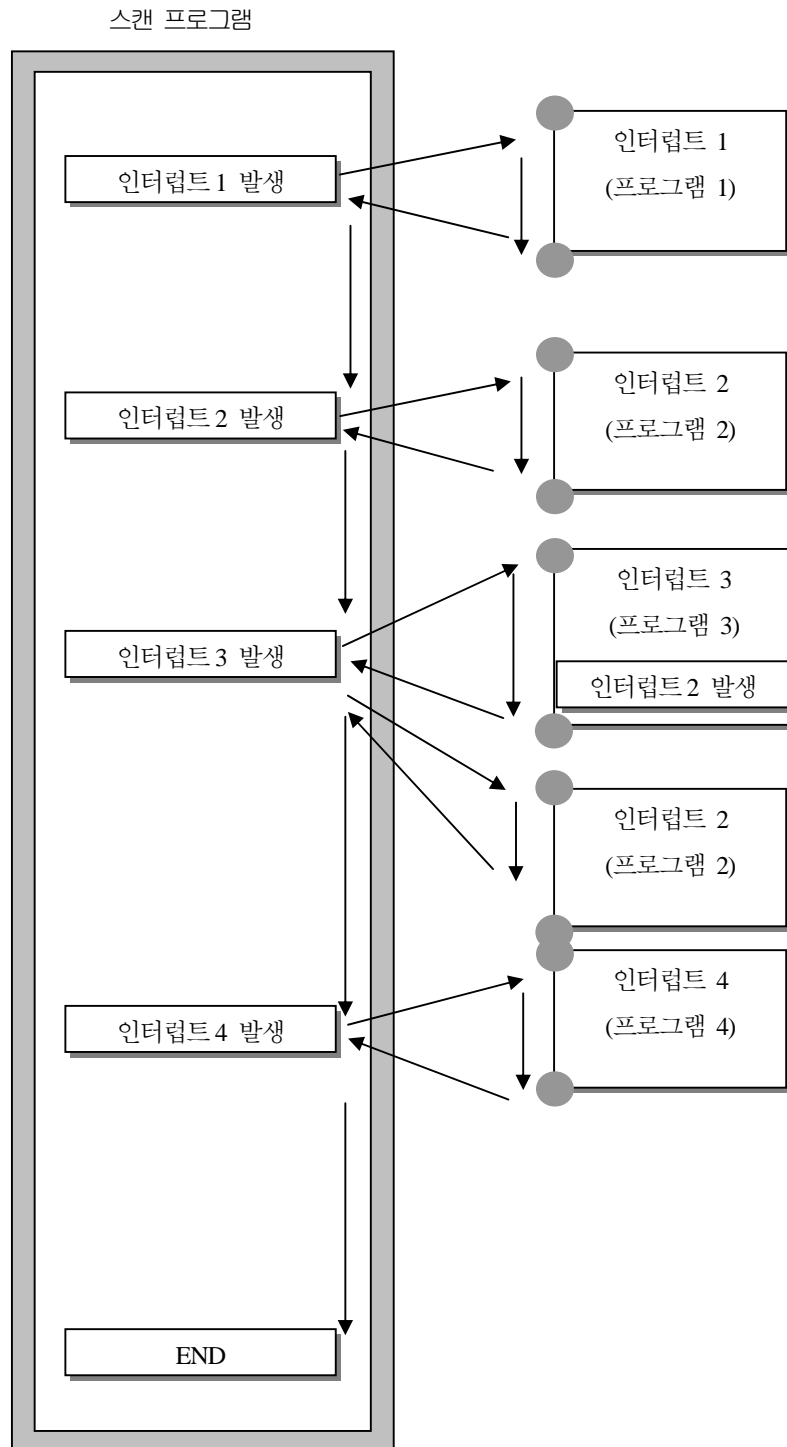 스캔 프로그램
인터럽트1 발생
인터럽트 1
(프로그램 1)
인터럽트2 발생
인터럽트 2
(프로그램 2)
인터럽트3 발생
인터럽트 3
(프로그램 3)
인터럽트2 발생
인터럽트 2
(프로그램 2)
인터럽트4 발생
인터럽트 4
(프로그램 4)
END